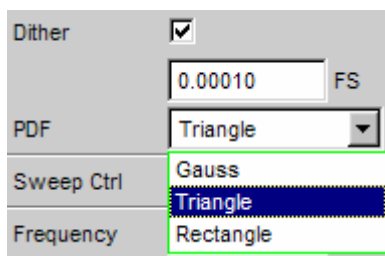 Dither
0.00010 FS
PDF Triangle
Gauss
Sweep Ctrl
Triangle
Frequency Rectangle